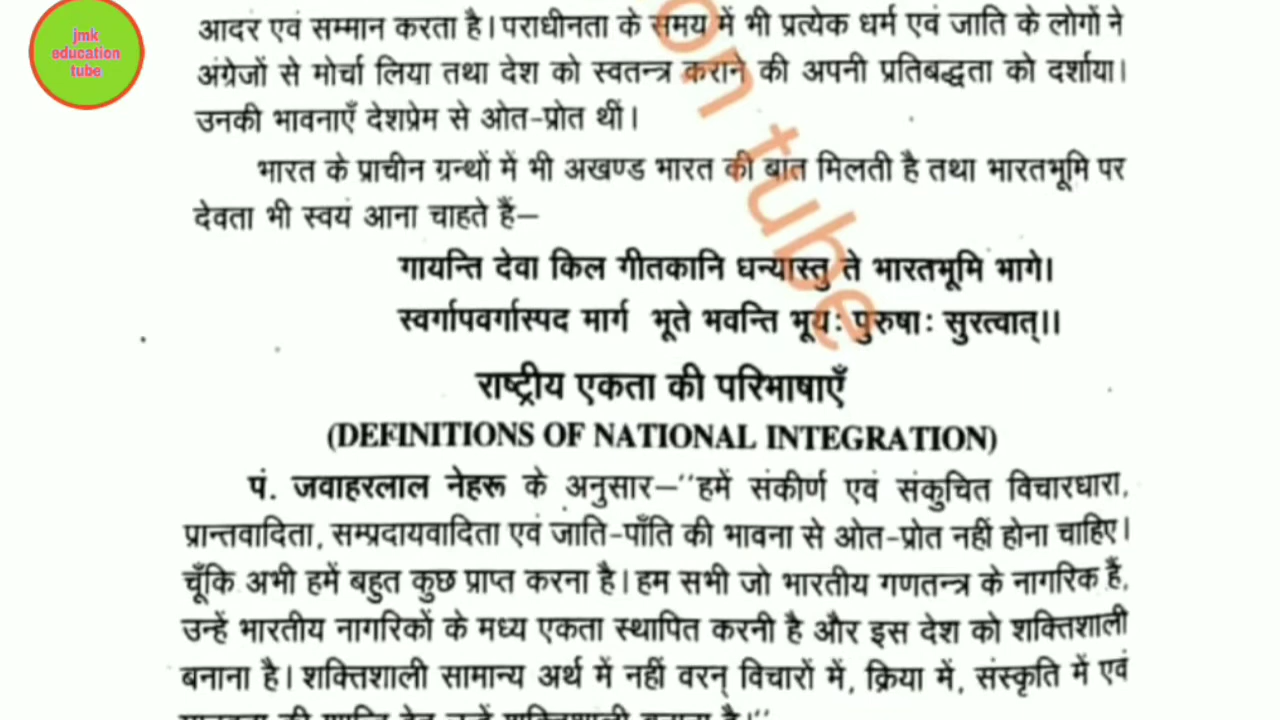 jmk
education
tube
आदर एवं सम्मान करता है। पराधीनता के समय में भी प्रत्येक धर्म एवं जाति के लोगों ने
अंग्रेजों से मोर्चा लिया तथा देश को स्वतन्त्र कराने की अपनी प्रतिबद्धता को दर्शाया।
उनकी भावनाएँ देशप्रेम से ओत-प्रोत थीं।
भारत के प्राचीन ग्रन्थों में भी अखण्ड भारत की बात मिलती है तथा भारतभूमि पर
देवता भी स्वयं आना चाहते हैं—
गायन्ति देवा किल गीतकानि धन्यास्तु ते भारतभूमि भागे।
स्वर्गापवर्गास्पद मार्ग भूते भवन्ति भूयः पुरुषाः सुरत्वात्।।
राष्ट्रीय एकता की परिभाषाएँ
(DEFINITIONS OF NATIONAL INTEGRATION)
पं. जवाहरलाल नेहरू के अनुसार—''हमें संकीर्ण एवं संकुचित विचारधारा,
प्रान्तवादिता, सम्प्रदायवादिता एवं जाति-पाँति की भावना से ओत-प्रोत नहीं होना चाहिए।
चूँकि अभी हमें बहुत कुछ प्राप्त करना है। हम सभी जो भारतीय गणतन्त्र के नागरिक हैं,
उन्हें भारतीय नागरिकों के मध्य एकता स्थापित करनी है और इस देश को शक्तिशाली
बनाना है। शक्तिशाली सामान्य अर्थ में नहीं वरन् विचारों में, क्रिया में, संस्कृति में एवं
on tube